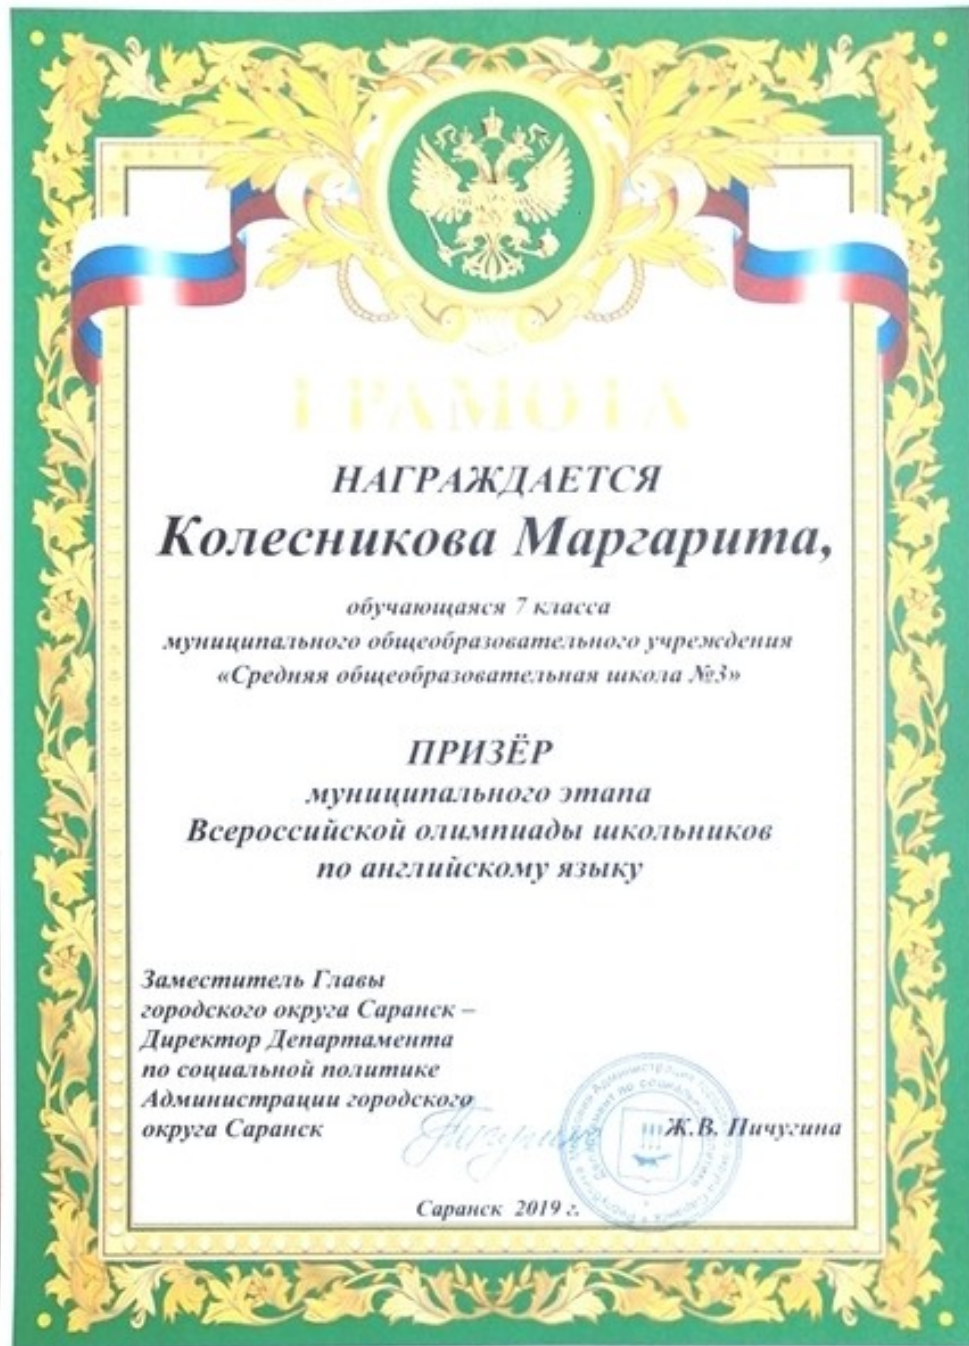 ГРАМОТА
НАГРАЖДАЕТСЯ
Колесникова Маргарита,
обучающаяся 7 класса
муниципального общеобразовательного учреждения
«Средняя общеобразовательная школа №3»
ПРИЗЁР
муниципального этапа
Всероссийской олимпиады школьников
по английскому языку
Заместитель Главы
городского округа Саранск –
Директор Департамента
по социальной политике
Администрации городского
округа Саранск
Ж.В. Пичугина
Саранск 2019 г.